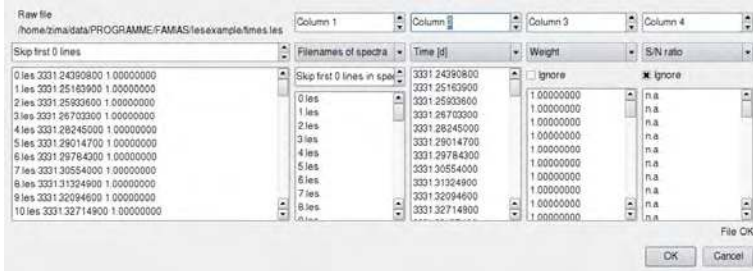 Raw file
/home/zima/data/PROGRAMME/FAMIAS/lesexample/times.les
Skip first 0 lines
0.les 3331.24390800 1.00000000
1.les 3331.25163900 1.00000000
2.les 3331.25933600 1.00000000
3.les 3331.26703300 1.00000000
4.les 3331.28245000 1.00000000
5.les 3331.29014700 1.00000000
6.les 3331.29784300 1.00000000
7.les 3331.30554000 1.00000000
8.les 3331.31324900 1.00000000
9.les 3331.32094600 1.00000000
10.les 3331.32714900 1.00000000
Column 1
Filenames of spectra
Skip first 0 lines in spe
0.les
1.les
2.les
3.les
4.les
5.les
6.les
7.les
8.les
Column 2
Time [d]
3331.24390800
3331.25163900
3331.25933600
3331.26703300
3331.28245000
3331.29014700
3331.29784300
3331.30554000
3331.31324900
3331.32094600
3331.32714900
Column 3
Weight
Ignore
1.00000000
1.00000000
1.00000000
1.00000000
1.00000000
1.00000000
1.00000000
1.00000000
1.00000000
1.00000000
Column 4
S/N ratio
Ignore
n.a.
n.a.
n.a.
n.a.
n.a.
n.a.
n.a.
n.a.
n.a.
n.a.
File OK
OK
Cancel